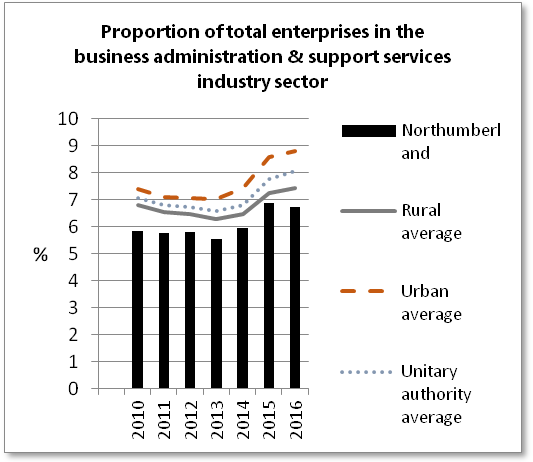 Proportion of total enterprises in the
business administration & support services
industry sector
10
9
8
7
6
5
4
3
2
1
0
%
2010
2011
2012
2013
2014
2015
2016
Northumberl
and
Rural
average
Urban
average
Unitary
authority
average